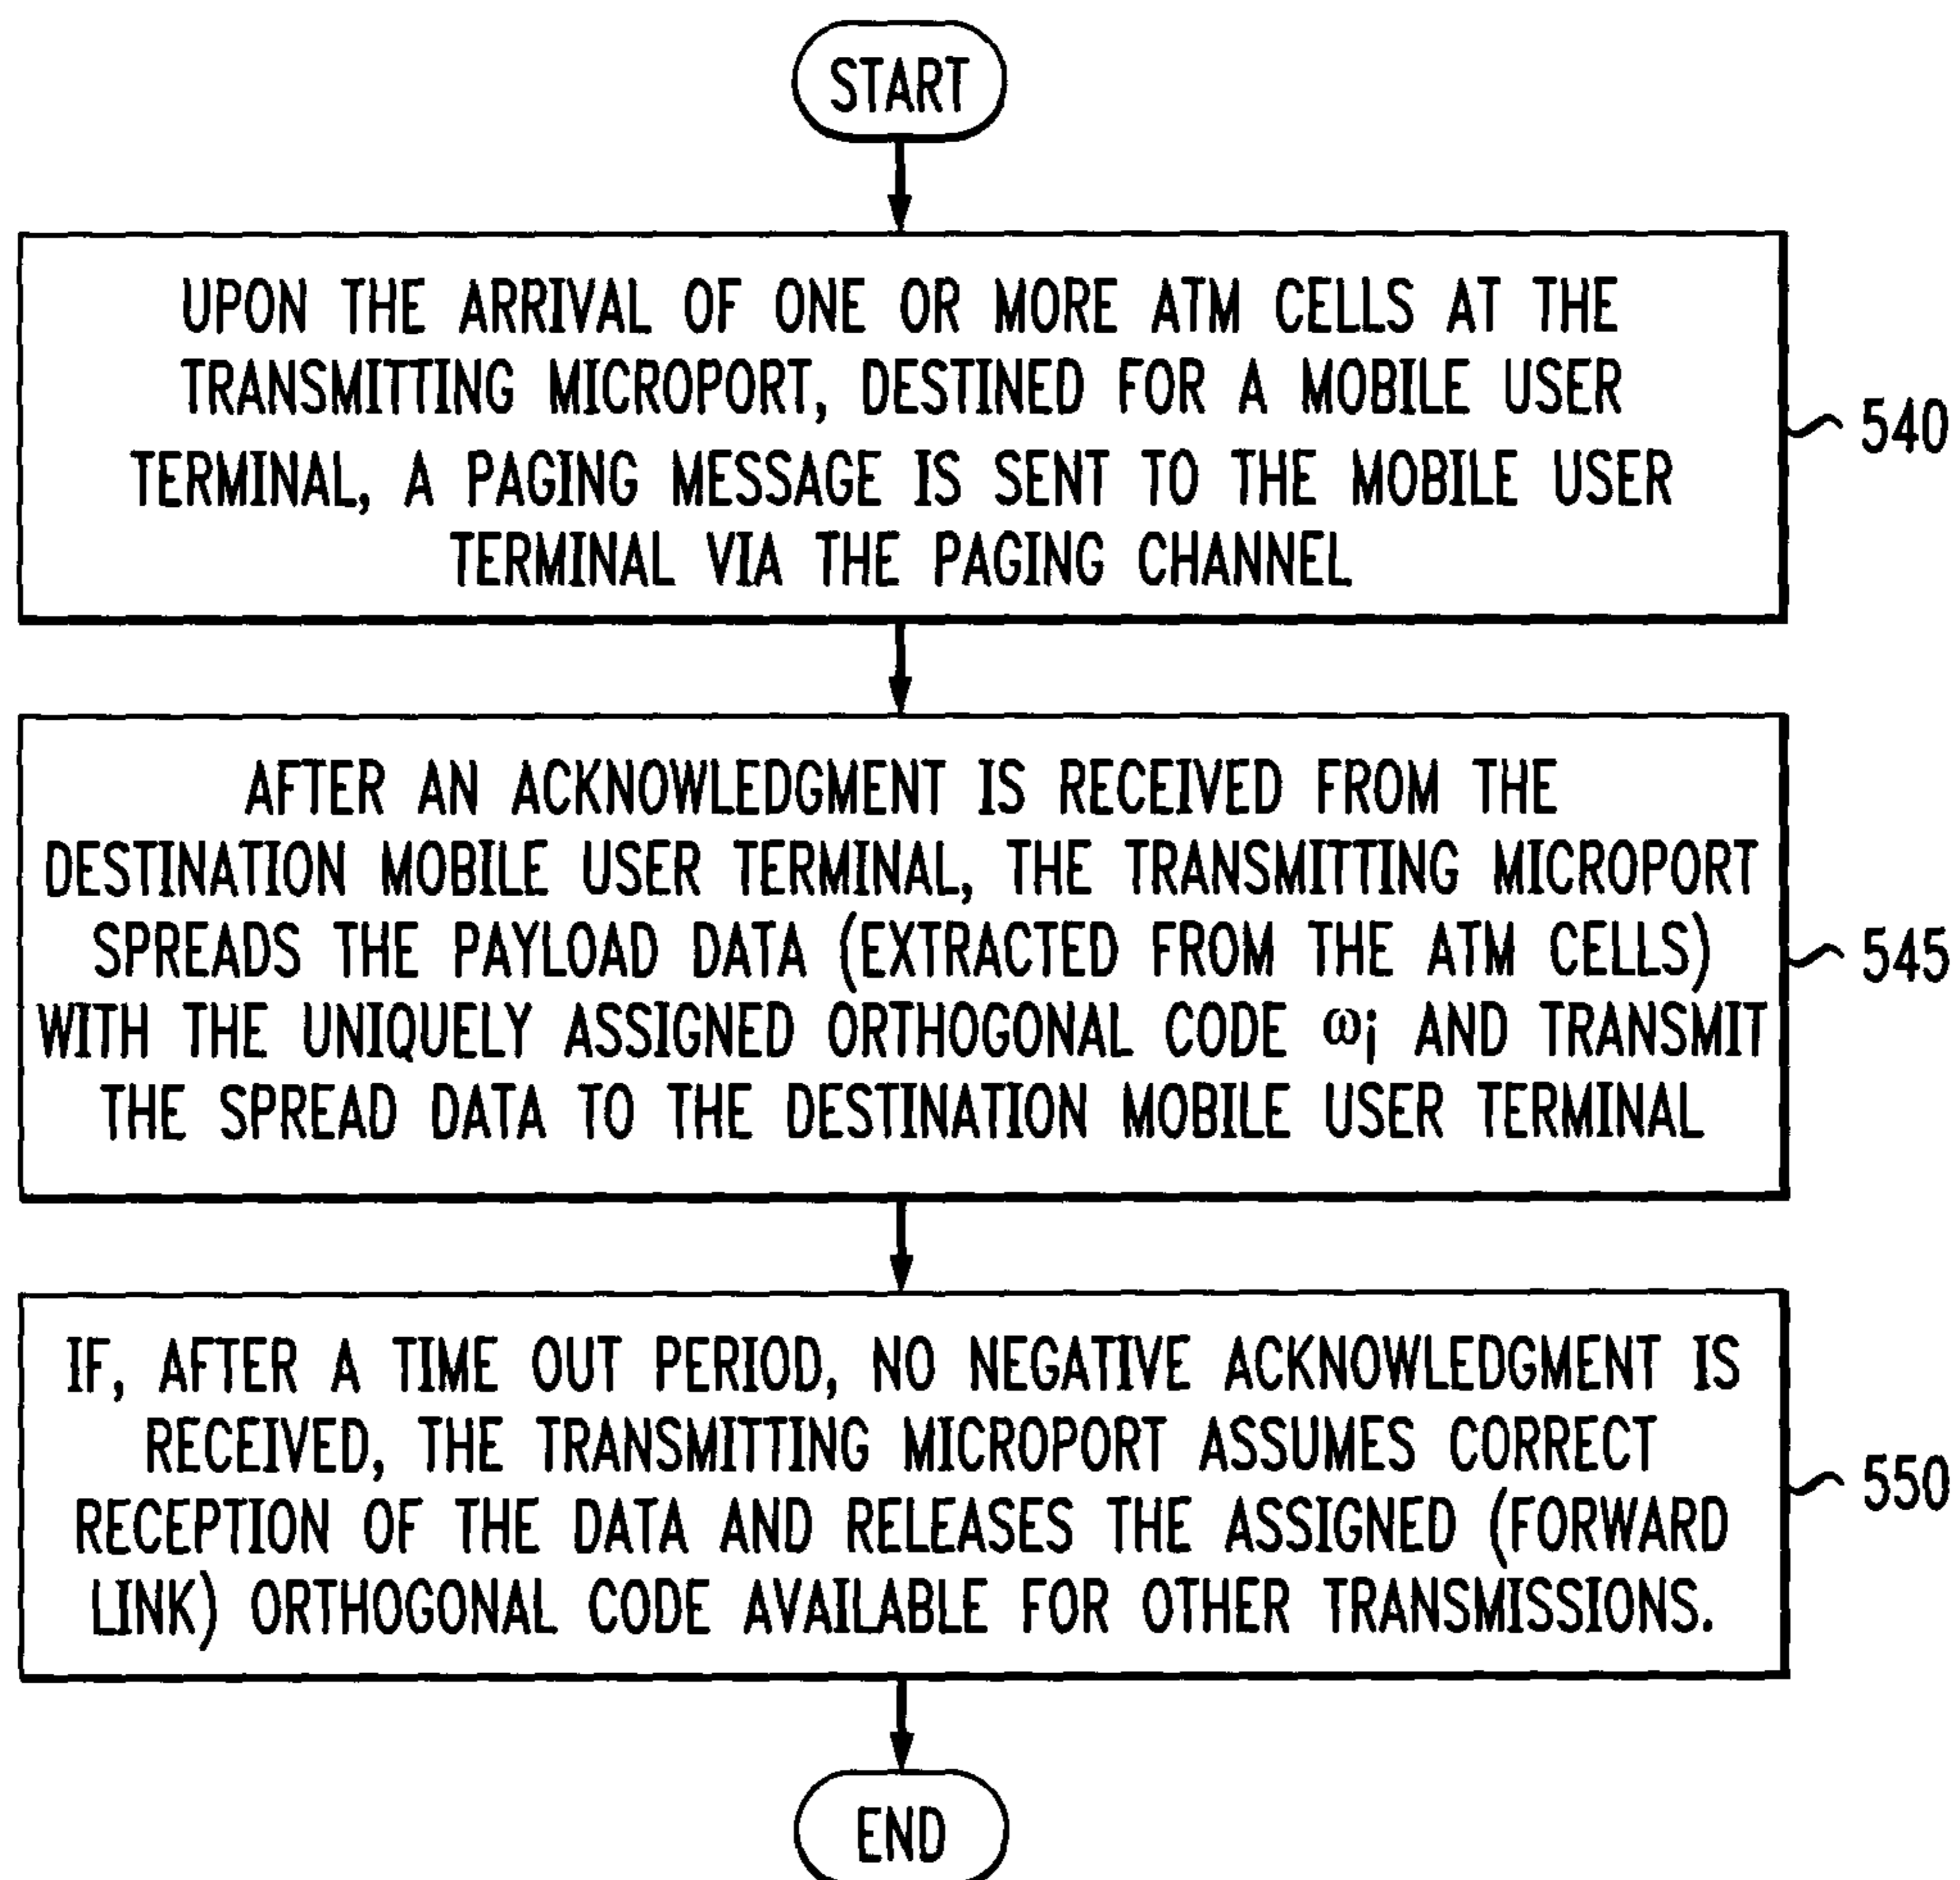 START
UPON THE ARRIVAL OF ONE OR MORE ATM CELLS AT THE
TRANSMITTING MICROPORT, DESTINED FOR A MOBILE USER
TERMINAL, A PAGING MESSAGE IS SENT TO THE MOBILE USER
TERMINAL VIA THE PAGING CHANNEL
540
AFTER AN ACKNOWLEDGMENT IS RECEIVED FROM THE
DESTINATION MOBILE USER TERMINAL, THE TRANSMITTING MICROPORT
SPREADS THE PAYLOAD DATA (EXTRACTED FROM THE ATM CELLS)
WITH THE UNIQUELY ASSIGNED ORTHOGONAL CODE ωj AND TRANSMIT
THE SPREAD DATA TO THE DESTINATION MOBILE USER TERMINAL
545
IF, AFTER A TIME OUT PERIOD, NO NEGATIVE ACKNOWLEDGMENT IS
RECEIVED, THE TRANSMITTING MICROPORT ASSUMES CORRECT
RECEPTION OF THE DATA AND RELEASES THE ASSIGNED (FORWARD
LINK) ORTHOGONAL CODE AVAILABLE FOR OTHER TRANSMISSIONS.
550
END